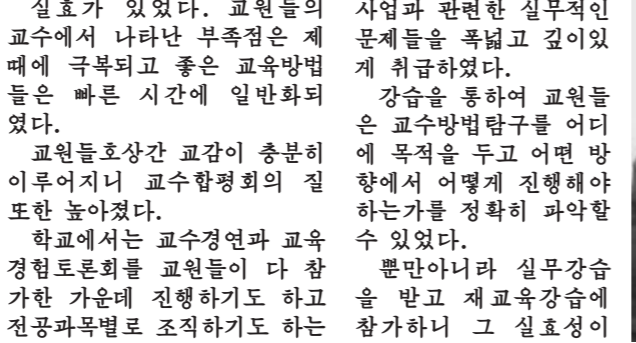 실효가 있었다. 교원들의
교수에서 나타난 부족점은 제
때에 극복되고 좋은 교육방법
들은 빠른 시간에 일반화되
였다.
교원들호상간 교감이 충분히
이루어지니 교수합평회의 질
또한 높아졌다.
학교에서는 교수경연과 교육
경험토론회를 교원들이 다 참
가한 가운데 진행하기도 하고
전공과목별로 조직하기도 하는
사업과 관련한 실무적인
문제들을 폭넓고 깊이있
게 취급하였다.
강습을 통하여 교원들
은 교수방법탐구를 어디
에 목적을 두고 어떤 방
향에서 어떻게 진행해야
하는가를 정확히 파악할
수 있었다.
뿐만아니라 실무강습
을 받고 재교육강습에
참가하니 그 실효성이